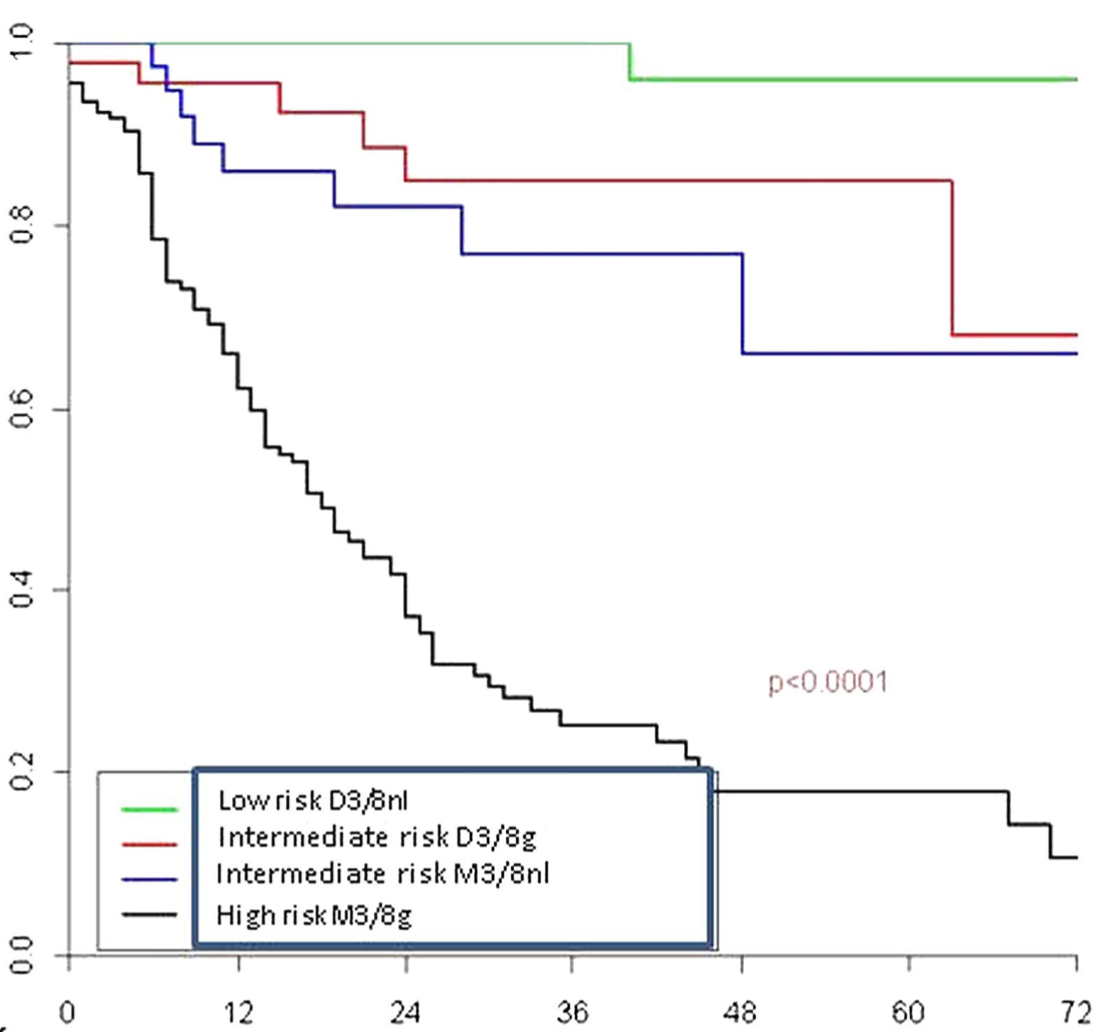 1.0
0.8
0.6
0.4
0.2
0.0
p<0.0001
Low risk D3/8nl
Intermediate risk D3/8g
Intermediate risk M3/8nl
High risk M3/8g
0 12 24 36 48 60 72